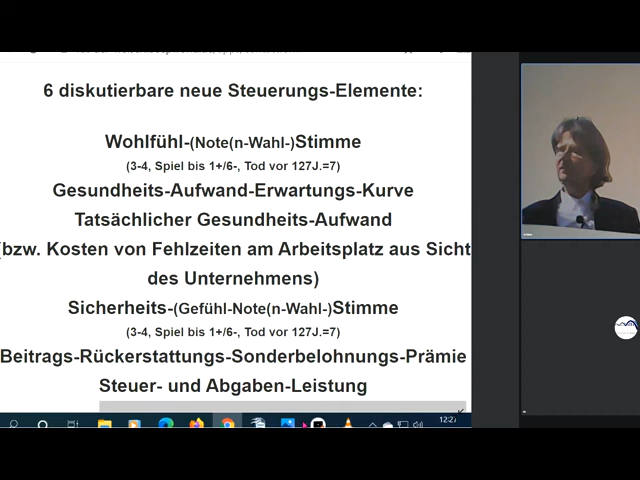 6 diskutierbare neue Steuerungs-Elemente:
Wohlfühl-(Note(n-Wahl-)Stimme
(3-4, Spiel bis 1+/6-, Tod vor 127J.=7)
Gesundheits-Aufwand-Erwartungs-Kurve
Tatsächlicher Gesundheits-Aufwand
(bzw. Kosten von Fehlzeiten am Arbeitsplatz aus Sicht
des Unternehmens)
Sicherheits-(Gefühl-Note(n-Wahl-)Stimme
(3-4, Spiel bis 1+/6-, Tod vor 127J.=7)
Beitrags-Rückerstattungs-Sonderbelohnungs-Prämie
Steuer- und Abgaben-Leistung
12:27